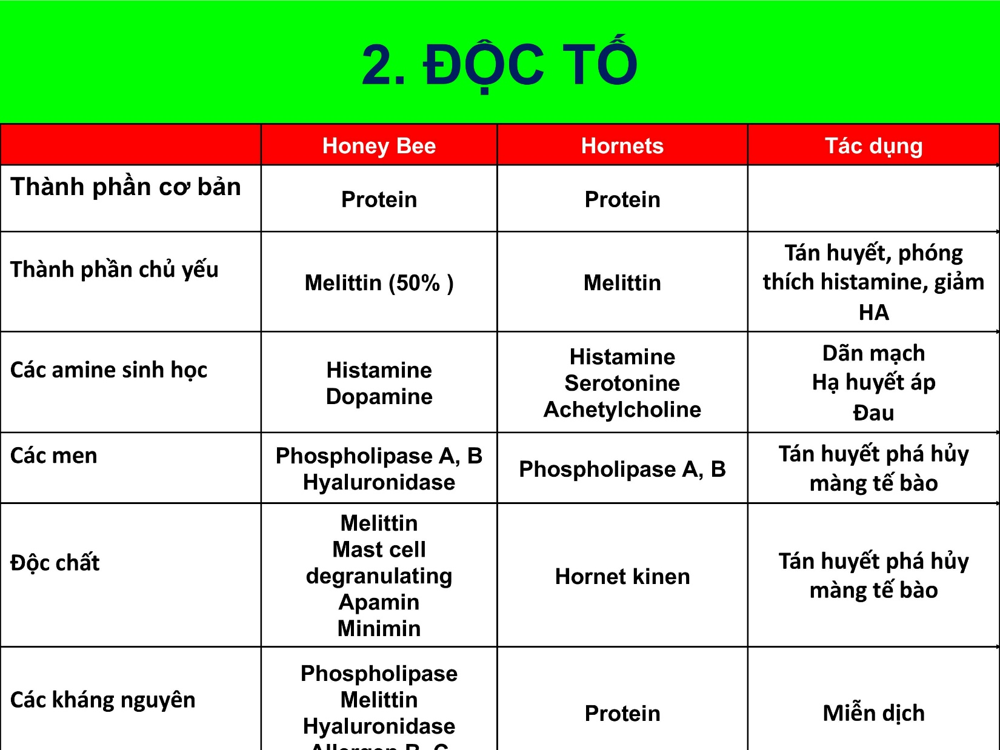 2. ĐỘC TỐ
Honey Bee Hornets Tác dụng
Thành phần cơ bản
Protein Protein
Thành phần chủ yếu
Melittin (50% ) Melittin
Tán huyết, phóng
thích histamine, giảm
HA
Các amine sinh học
Histamine
Dopamine
Histamine
Serotonine
Achetylcholine
Dãn mạch
Hạ huyết áp
Đau
Các men
Phospholipase A, B
Hyaluronidase
Phospholipase A, B
Tán huyết phá hủy
màng tế bào
Độc chất
Melittin
Mast cell
degranulating
Apamin
Minimin
Hornet kinen
Tán huyết phá hủy
màng tế bào
Các kháng nguyên
Phospholipase
Melittin
Hyaluronidase
Allergen B, C
Protein
Miễn dịch